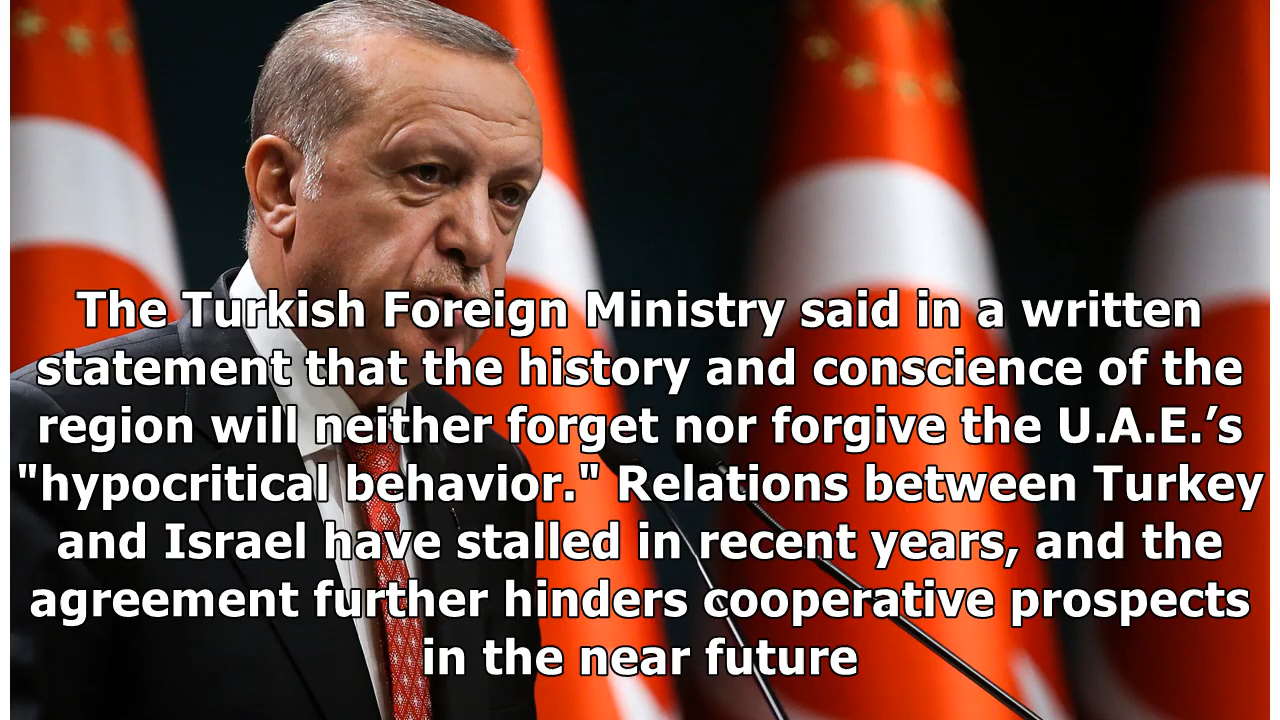 The Turkish Foreign Ministry said in a written
statement that the history and conscience of the
region will neither forget nor forgive the U.A.E.’s
"hypocritical behavior." Relations between Turkey
and Israel have stalled in recent years, and the
agreement further hinders cooperative prospects
in the near future